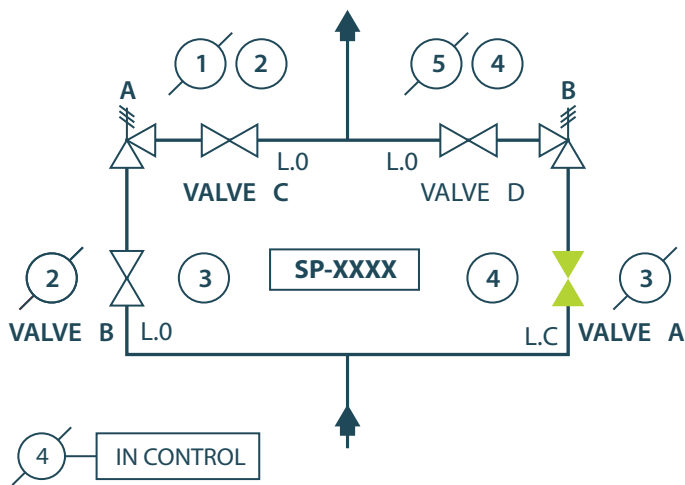 1 2 5 4
A B
L.0 L.0
VALVE C VALVE D
2 3 SP-XXXX 4 3
VALVE B L.0 L.C VALVE A
4 IN CONTROL